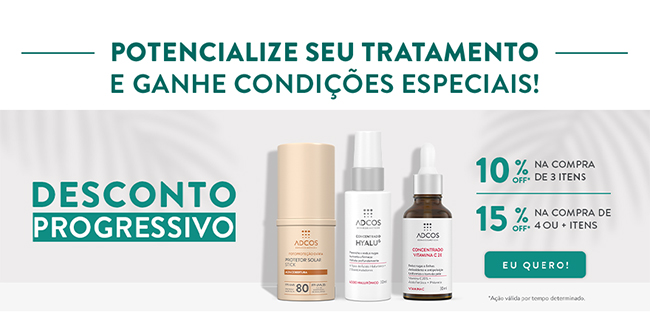 POTENCIALIZE SEU TRATAMENTO
E GANHE CONDIÇÕES ESPECIAIS!
DESCONTO
PROGRESSIVO
ADCOS
PROTETOR SOLAR
STICK
80
ADCOS
CONCENTRADO
HYALU⁶
ADCOS
CONCENTRADO
VITAMINA C 20
10% OFF*
NA COMPRA
DE 3 ITENS
15% OFF*
NA COMPRA DE
4 OU + ITENS
EU QUERO!
*Ação válida por tempo determinado.